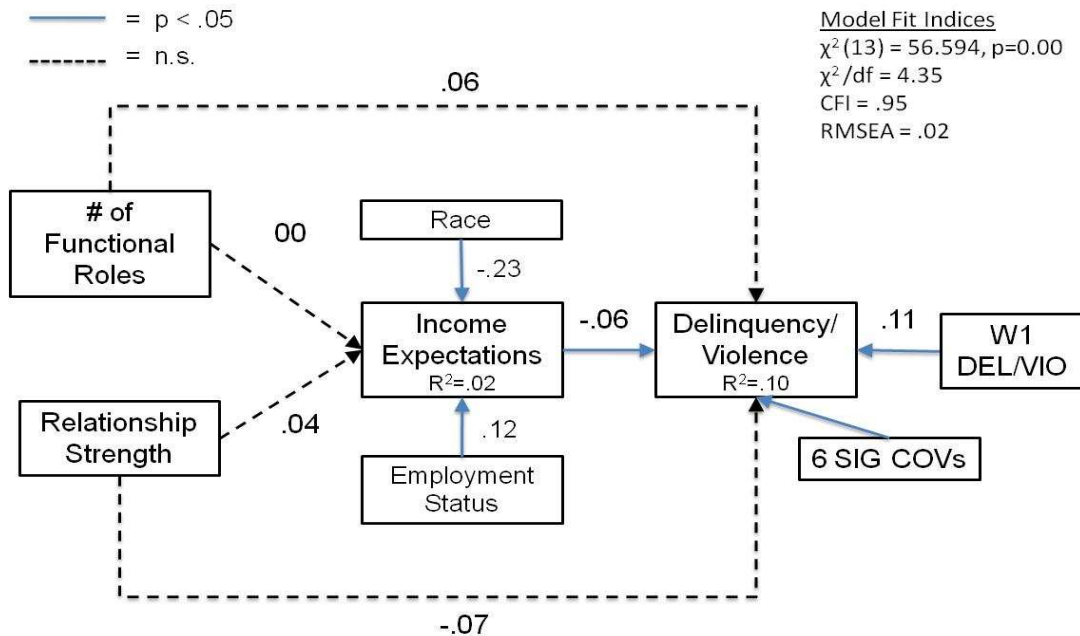 = p < .05
= n.s.
Model Fit Indices
χ²(13) = 56.594, p=0.00
χ²/df = 4.35
CFI = .95
RMSEA = .02
.06
# of
Functional
Roles
00
Race
-.23
Income
Expectations
R²=.02
-.06
Delinquency/
Violence
R²=.10
.11
W1
DEL/VIO
Relationship
Strength
.04
.12
Employment
Status
6 SIG COVs
-.07